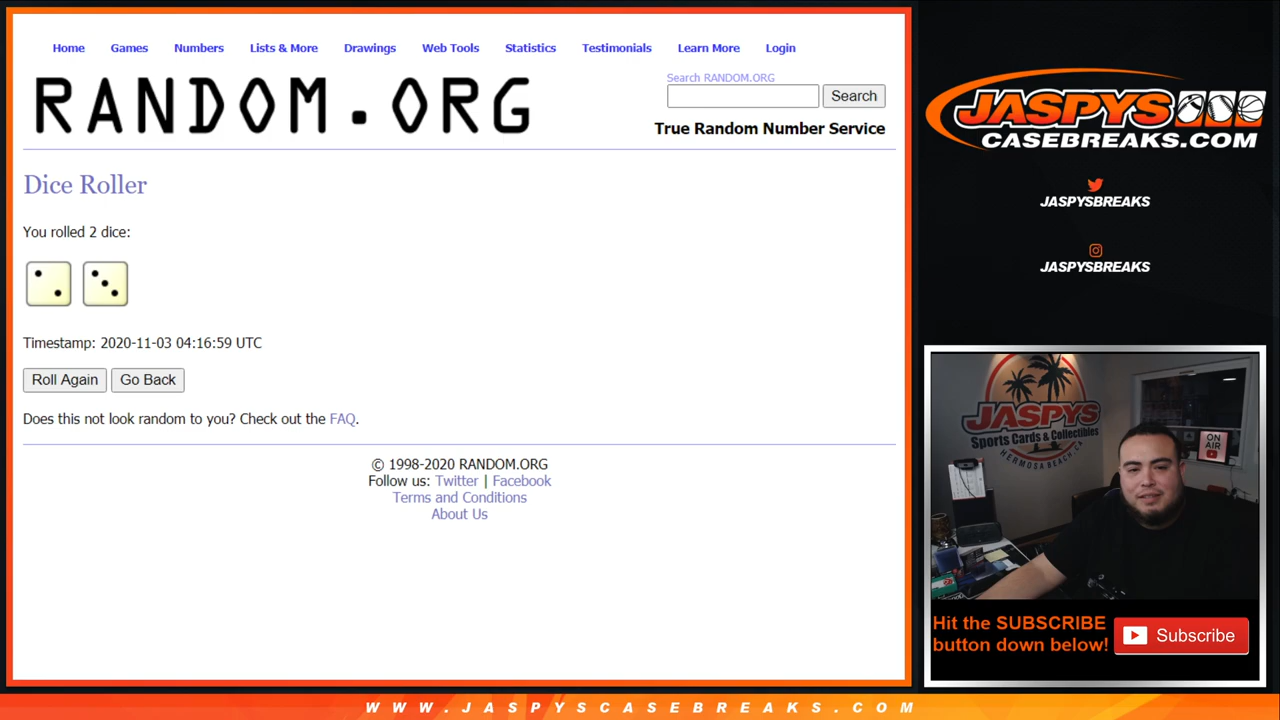 Home Games Numbers Lists & More Drawings Web Tools Statistics Testimonials Learn More Login
RANDOM.ORG
Search RANDOM.ORG
Search
True Random Number Service
Dice Roller
You rolled 2 dice:
Timestamp: 2020-11-03 04:16:59 UTC
Roll Again Go Back
Does this not look random to you? Check out the FAQ.
© 1998-2020 RANDOM.ORG
Follow us: Twitter | Facebook
Terms and Conditions
About Us
JASPYS
CASEBREAKS.COM
JASPYSBREAKS
JASPYSBREAKS
JASPYS
Sports Cards & Collectibles
HERMOSA BEACH, CA
ON
AIR
Hit the SUBSCRIBE
button down below!
Subscribe
WWW.JASPYSCASEBREAKS.COM